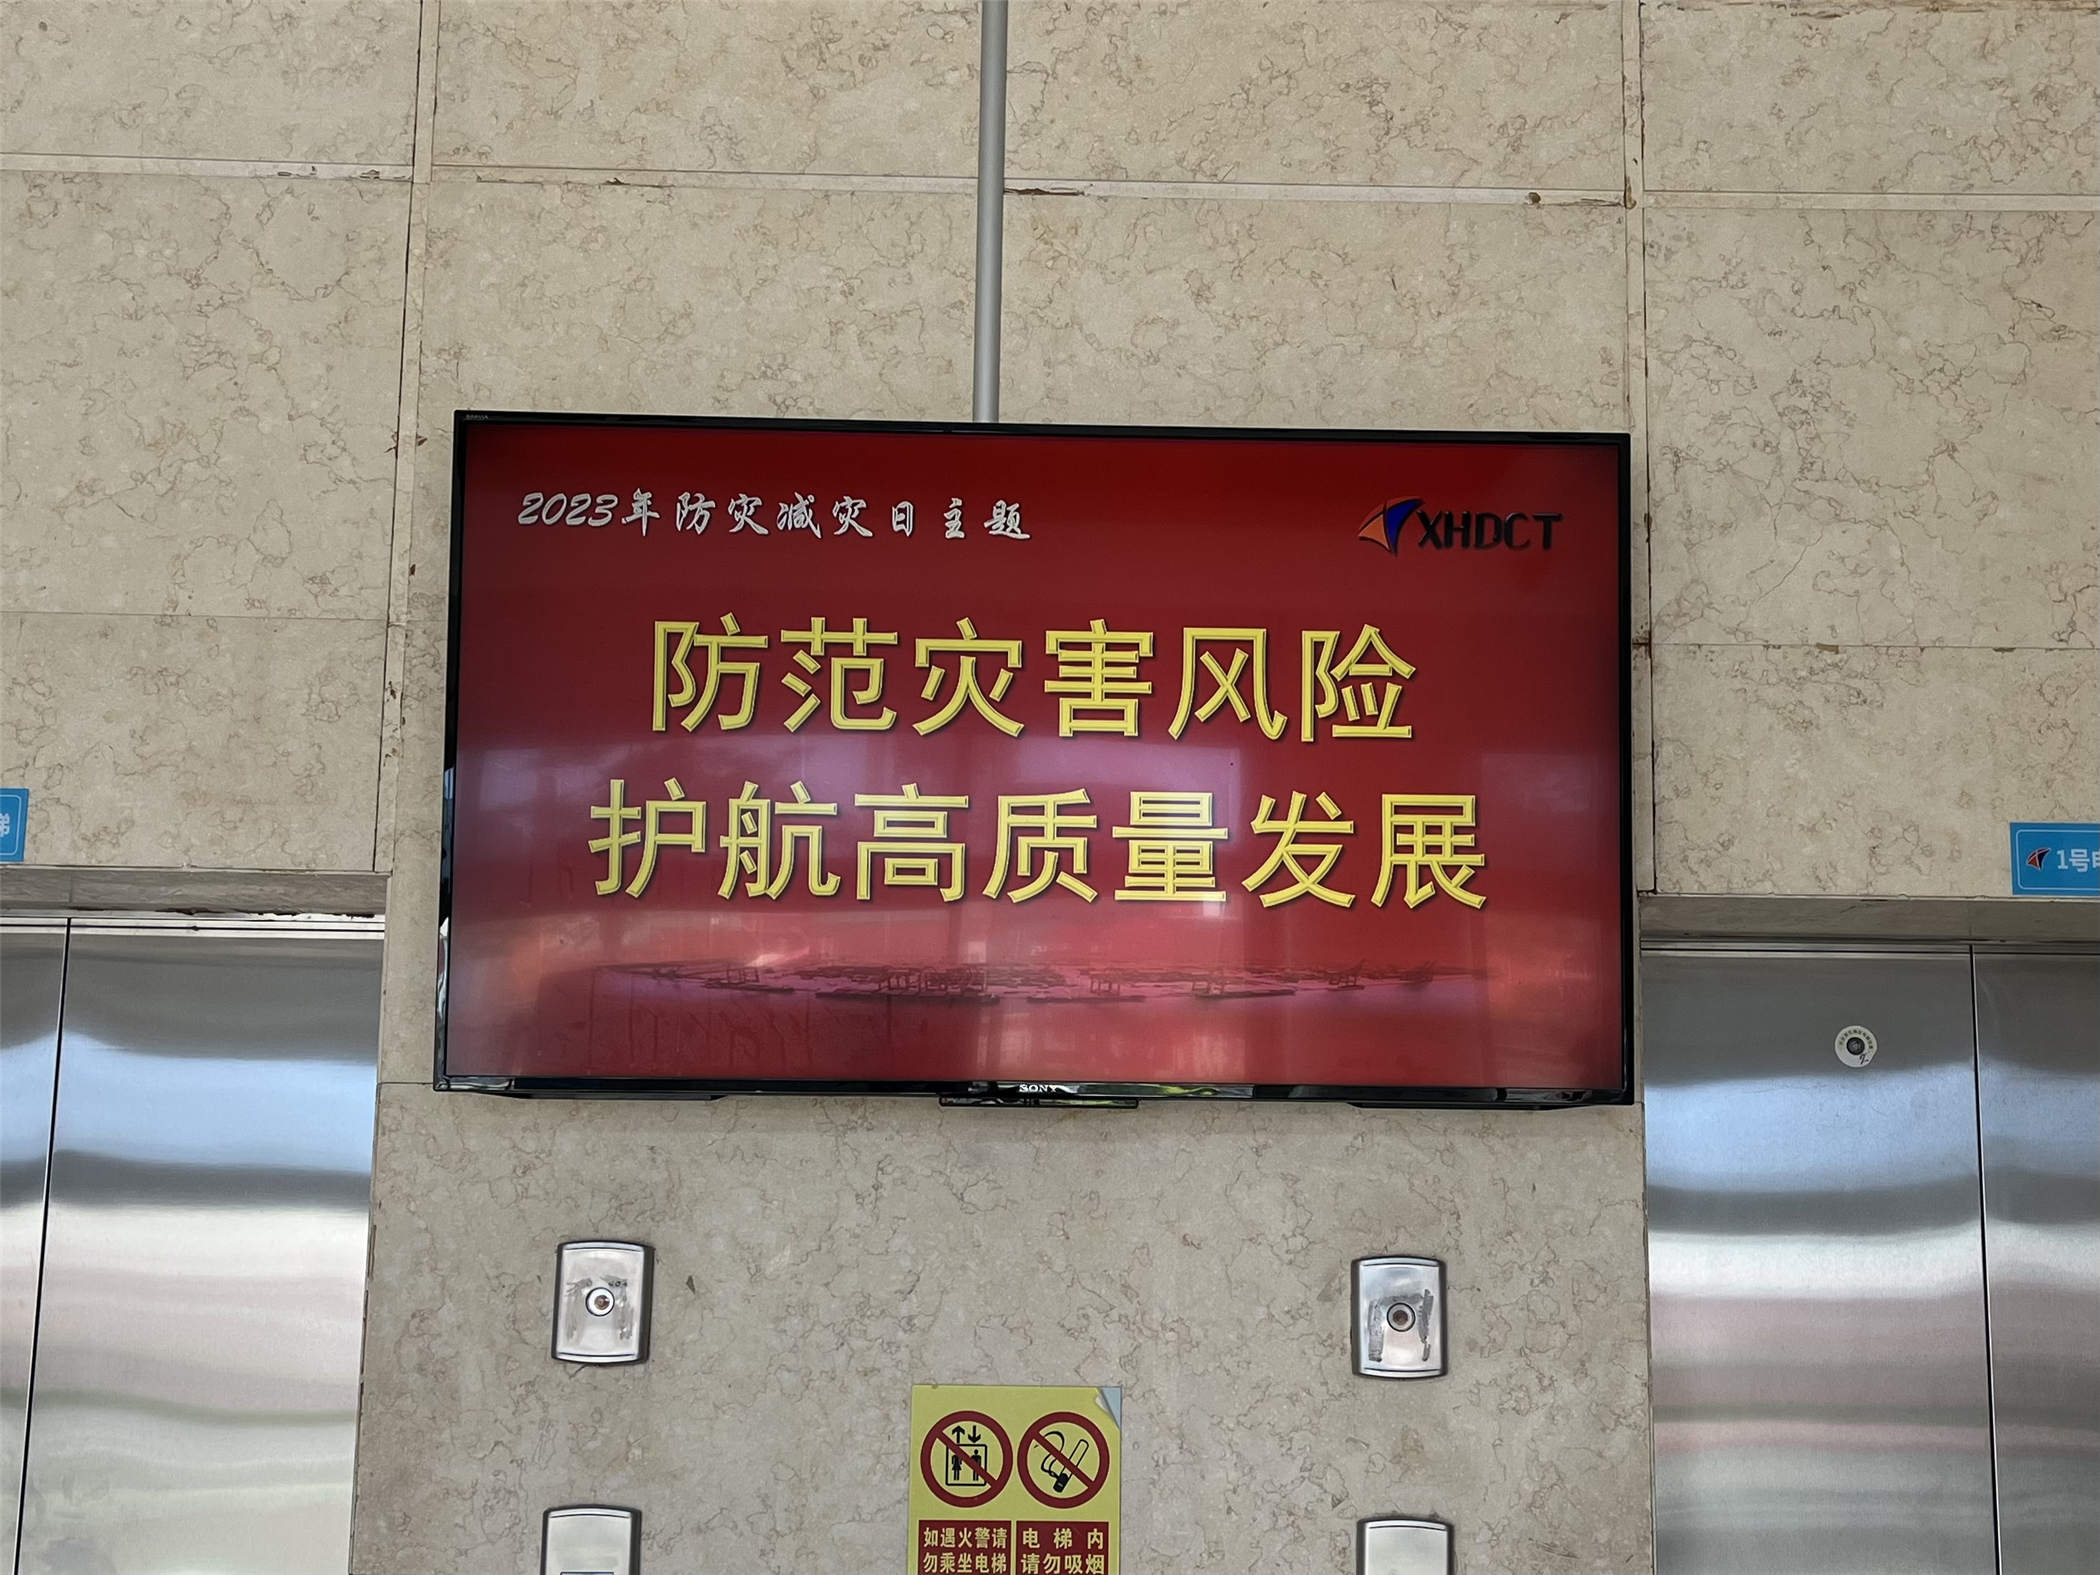 2023年防灾减灾日主题
XHDCT
防范灾害风险
护航高质量发展
梯
1号电
SONY
如遇火警请
勿乘坐电梯
电梯内
请勿吸烟